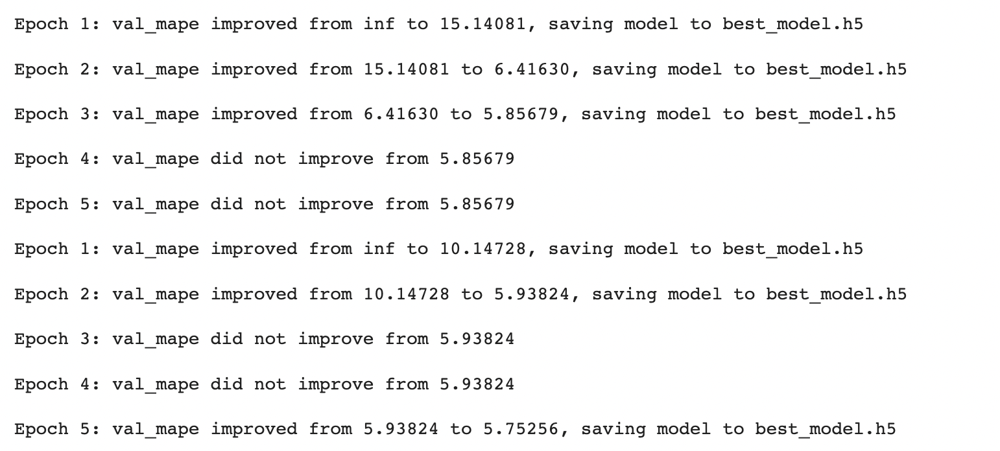 Epoch 1: val_mape improved from inf to 15.14081, saving model to best_model.h5
Epoch 2: val_mape improved from 15.14081 to 6.41630, saving model to best_model.h5
Epoch 3: val_mape improved from 6.41630 to 5.85679, saving model to best_model.h5
Epoch 4: val_mape did not improve from 5.85679
Epoch 5: val_mape did not improve from 5.85679
Epoch 1: val_mape improved from inf to 10.14728, saving model to best_model.h5
Epoch 2: val_mape improved from 10.14728 to 5.93824, saving model to best_model.h5
Epoch 3: val_mape did not improve from 5.93824
Epoch 4: val_mape did not improve from 5.93824
Epoch 5: val_mape improved from 5.93824 to 5.75256, saving model to best_model.h5